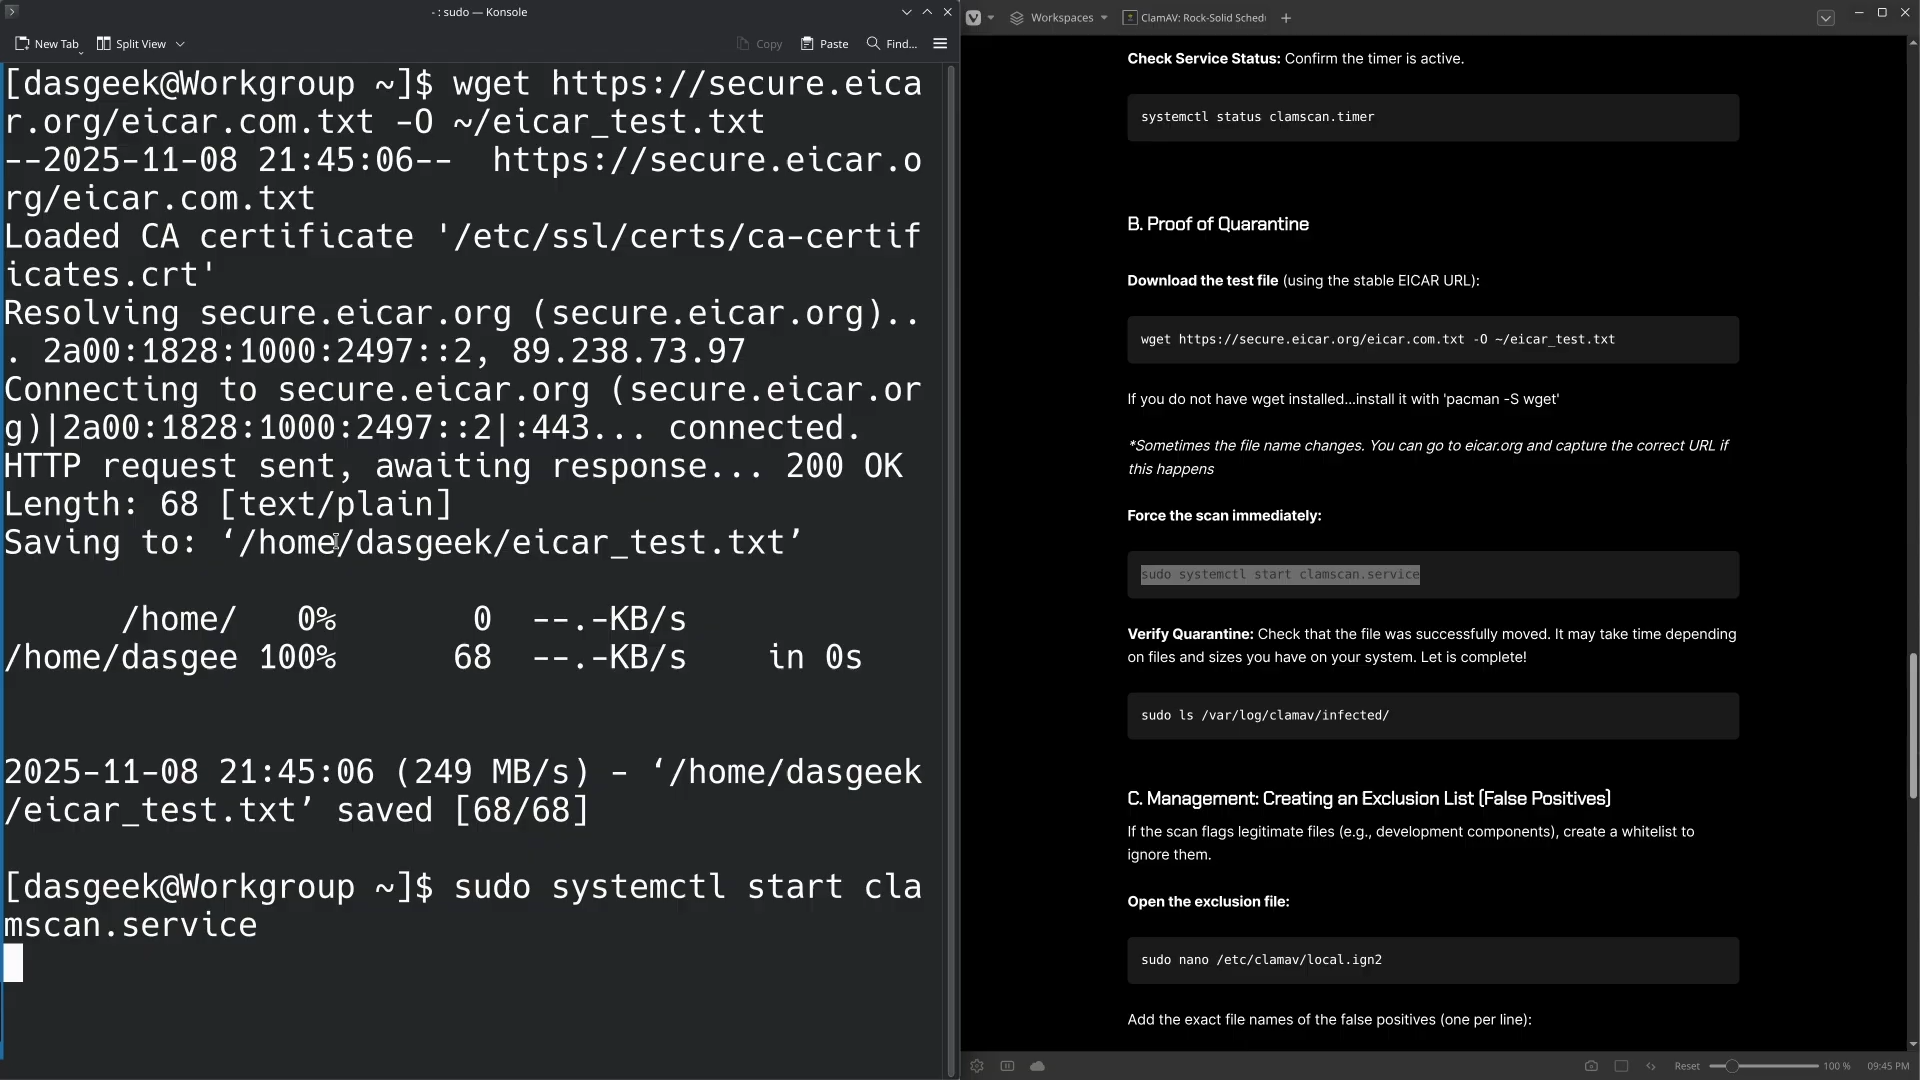 - : sudo — Konsole
New Tab
Split View
Copy
Paste
Find...
[dasgeek@Workgroup ~]$ wget https://secure.eica
r.org/eicar.com.txt -O ~/eicar_test.txt
--2025-11-08 21:45:06--  https://secure.eicar.o
rg/eicar.com.txt
Loaded CA certificate '/etc/ssl/certs/ca-certif
icates.crt'
Resolving secure.eicar.org (secure.eicar.org)..
. 2a00:1828:1000:2497::2, 89.238.73.97
Connecting to secure.eicar.org (secure.eicar.or
g)|2a00:1828:1000:2497::2|:443... connected.
HTTP request sent, awaiting response... 200 OK
Length: 68 [text/plain]
Saving to: ‘/home/dasgeek/eicar_test.txt’
/home/   0%       0  --.-KB/s
/home/dasgee 100%      68  --.-KB/s    in 0s
2025-11-08 21:45:06 (249 MB/s) - ‘/home/dasgeek
/eicar_test.txt’ saved [68/68]
[dasgeek@Workgroup ~]$ sudo systemctl start cla
mscan.service
Workspaces
ClamAV: Rock-Solid Sched
Check Service Status: Confirm the timer is active.
systemctl status clamscan.timer
B. Proof of Quarantine
Download the test file (using the stable EICAR URL):
wget https://secure.eicar.org/eicar.com.txt -O ~/eicar_test.txt
If you do not have wget installed...install it with 'pacman -S wget'
*Sometimes the file name changes. You can go to eicar.org and capture the correct URL if
this happens
Force the scan immediately:
sudo systemctl start clamscan.service
Verify Quarantine: Check that the file was successfully moved. It may take time depending
on files and sizes you have on your system. Let is complete!
sudo ls /var/log/clamav/infected/
C. Management: Creating an Exclusion List (False Positives)
If the scan flags legitimate files (e.g., development components), create a whitelist to
ignore them.
Open the exclusion file:
sudo nano /etc/clamav/local.ign2
Add the exact file names of the false positives (one per line):
Reset
100 %
09:45 PM